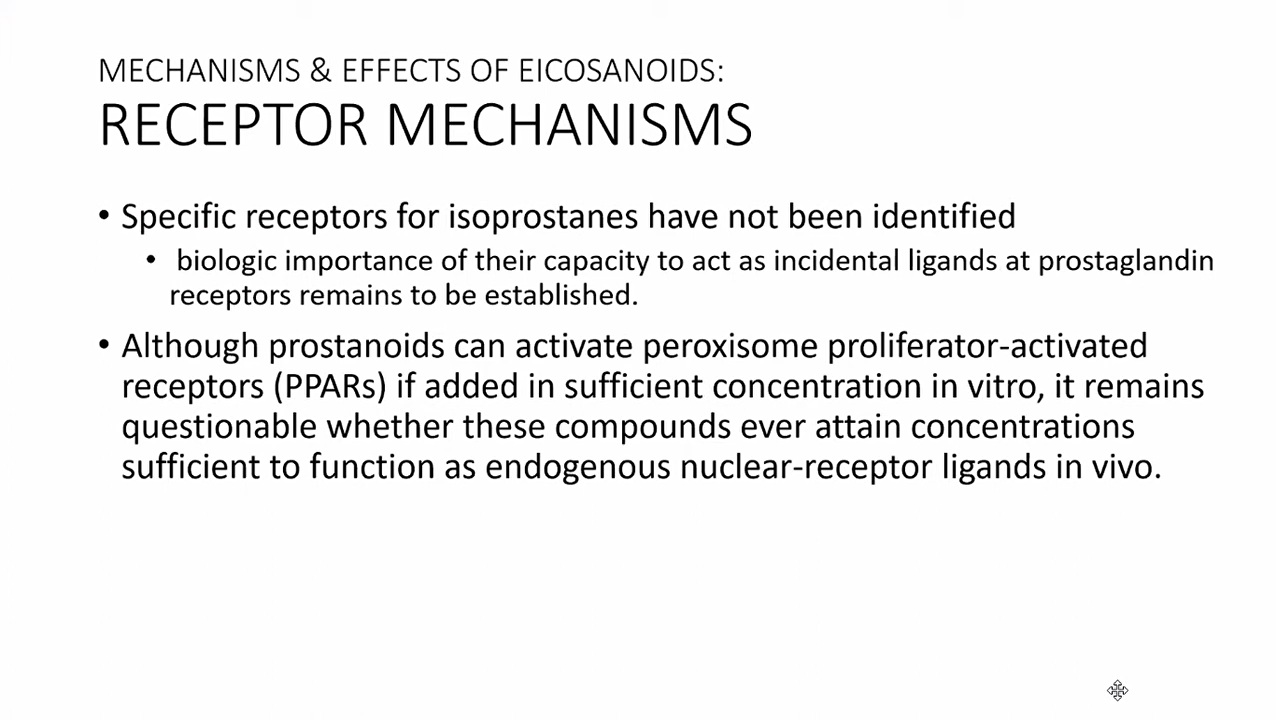 MECHANISMS & EFFECTS OF EICOSANOIDS:
RECEPTOR MECHANISMS
• Specific receptors for isoprostanes have not been identified
• biologic importance of their capacity to act as incidental ligands at prostaglandin
receptors remains to be established.
• Although prostanoids can activate peroxisome proliferator-activated
receptors (PPARs) if added in sufficient concentration in vitro, it remains
questionable whether these compounds ever attain concentrations
sufficient to function as endogenous nuclear-receptor ligands in vivo.